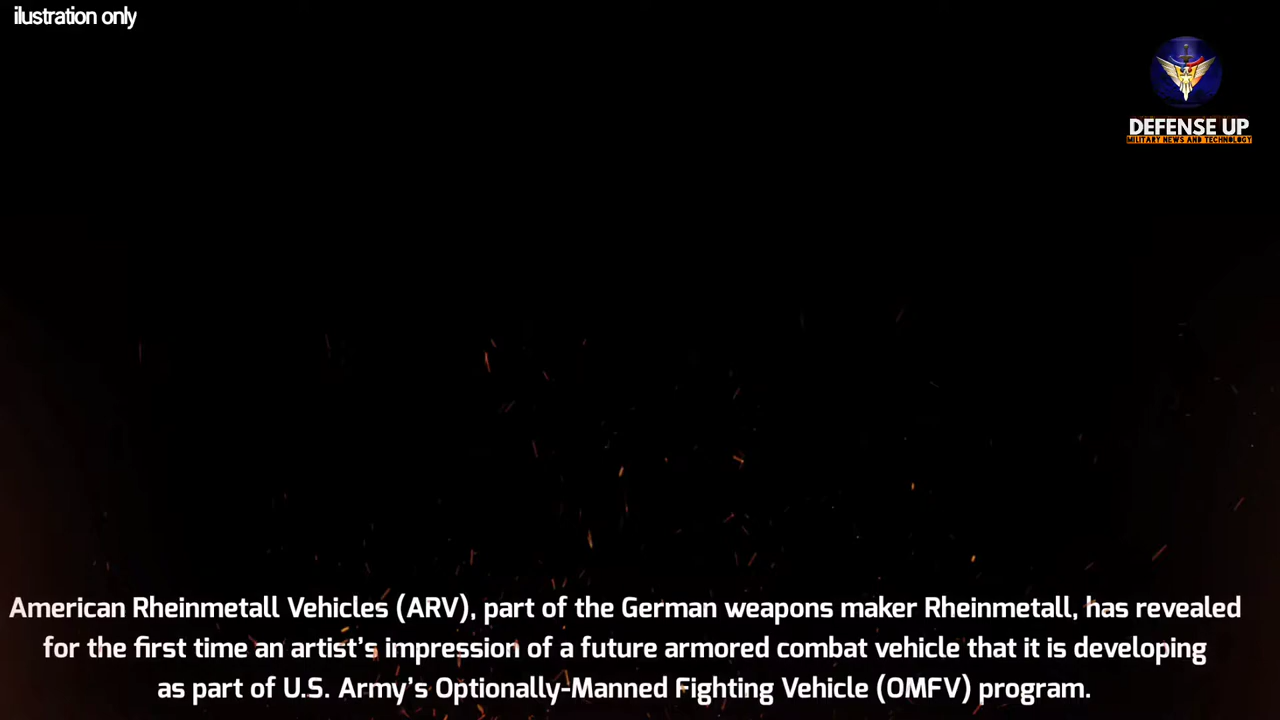 ilustration only
DEFENSE UP
MILITARY NEWS AND TECHNOLOGY
American Rheinmetall Vehicles (ARV), part of the German weapons maker Rheinmetall, has revealed
for the first time an artist's impression of a future armored combat vehicle that it is developing
as part of U.S. Army's Optionally-Manned Fighting Vehicle (OMFV) program.